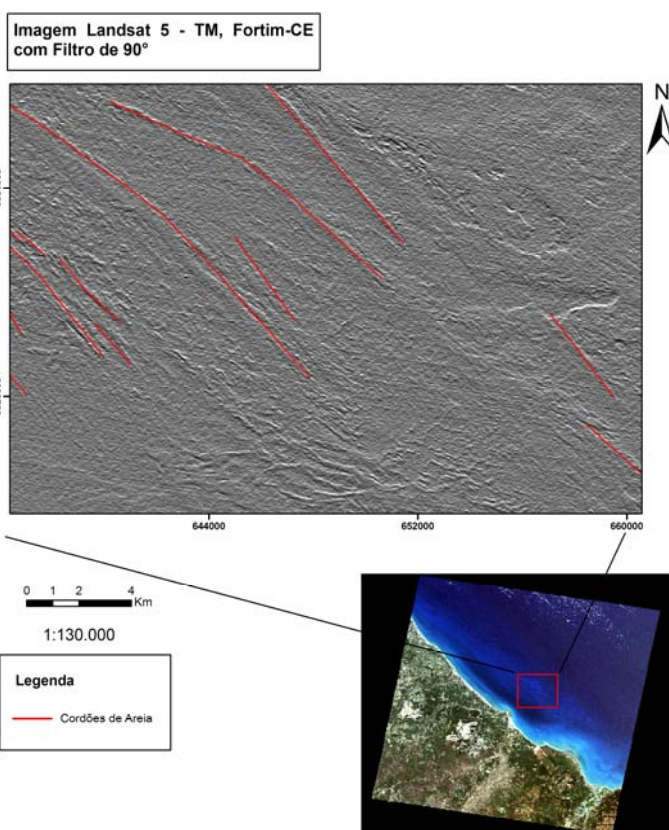 Imagem Landsat 5 - TM, Fortim-CE
com Filtro de 90°
N
644000
652000
660000
0 1 2 4
Km
1:130.000
Legenda
Cordões de Areia